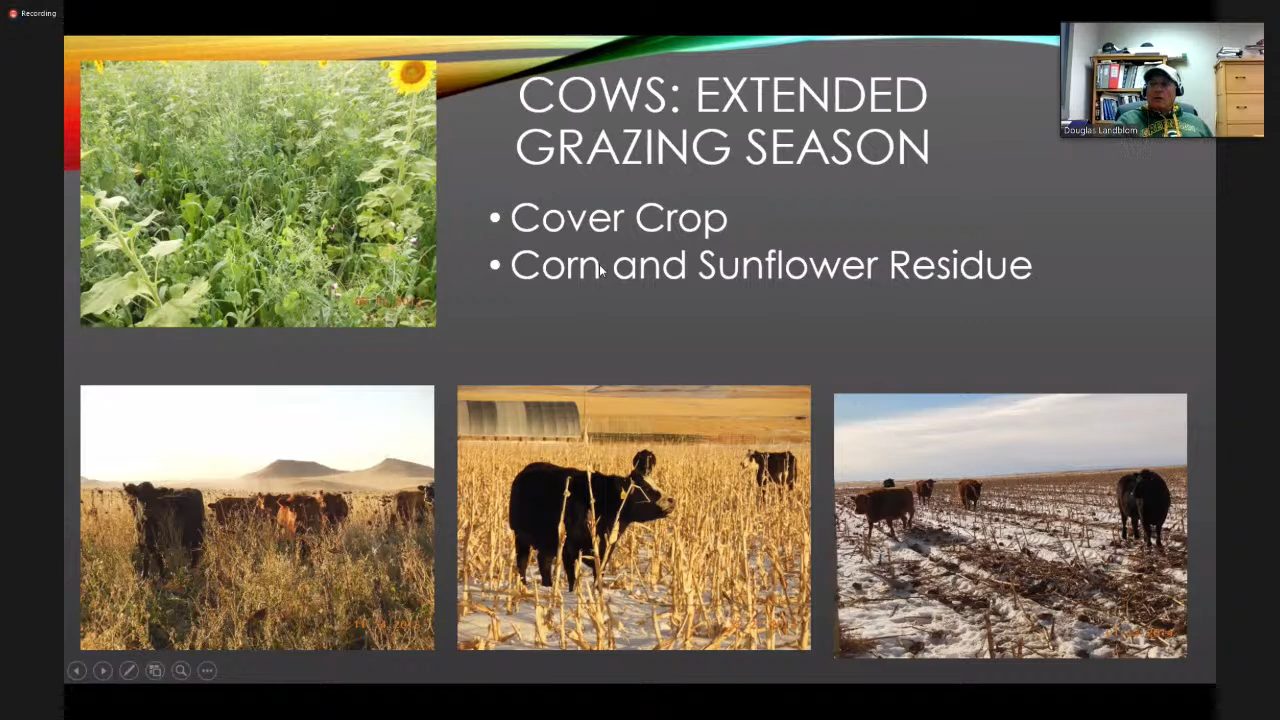 Recording
COWS: EXTENDED
GRAZING SEASON
• Cover Crop
• Corn and Sunflower Residue
Douglas Landblom